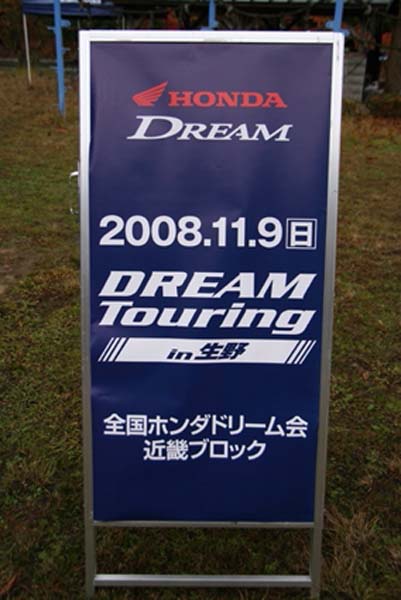 HONDA
DREAM
2008.11.9日
DREAM
Touring
in 生野
全国ホンダドリーム会
近畿ブロック